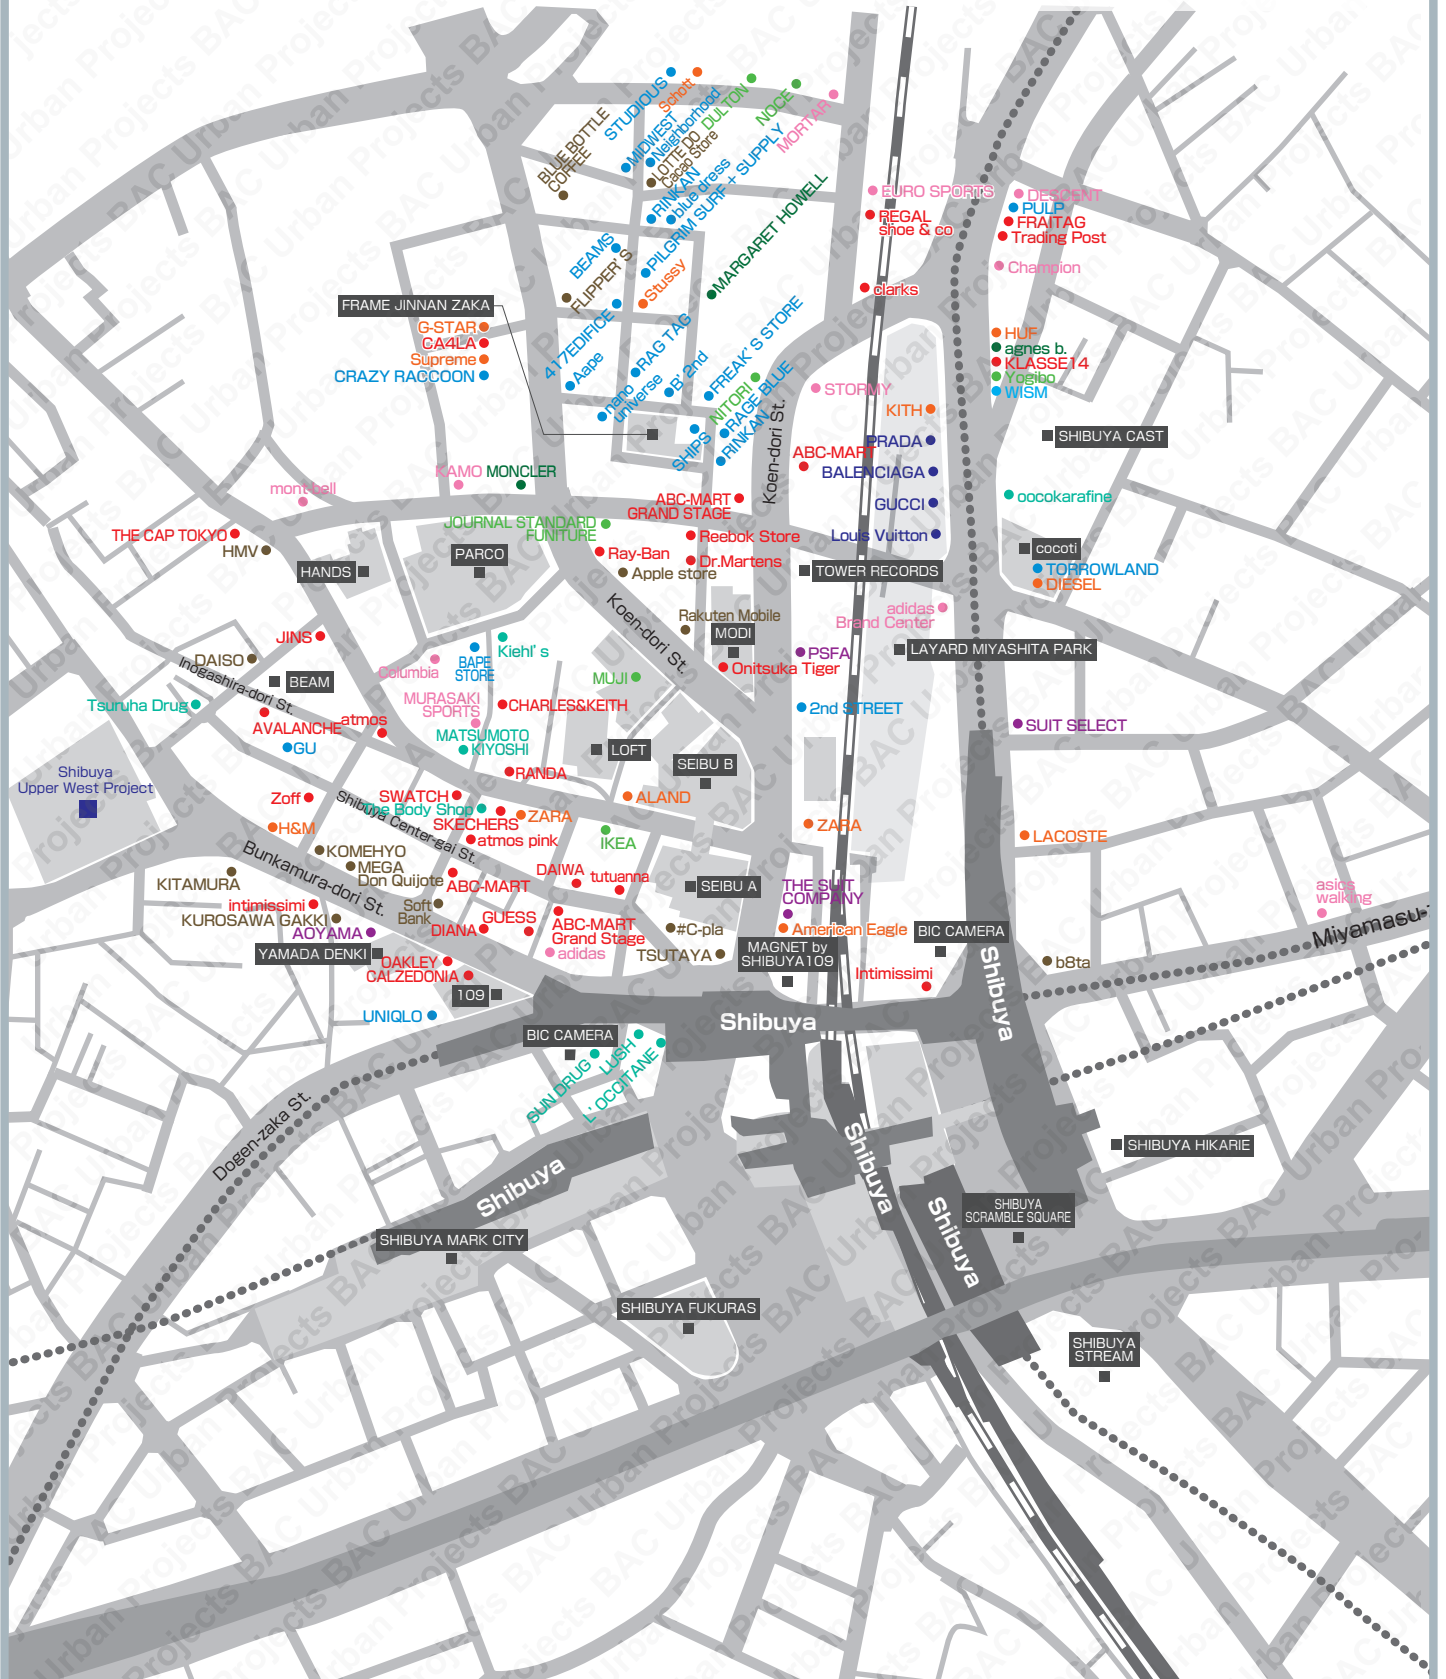 STUDIOUS
Schott
MIDWEST
Neighborhood
DULTON
NOCE
MORTAR
BLUE BOTTLE
COFFEE
LOTTE DO
Cacao Store
RINKAN
blue dress
PILGRIM SURF + SUPPLY
MARGARET HOWELL
EURO SPORTS
REGAL
shoe & co
DESCENT
PULP
FRAITAG
Trading Post
Champion
BEAMS
FLIPPER'S
Stussy
clarks
FRAME JINNAN ZAKA
G-STAR
CA4LA
Supreme
CRAZY RACCOON
417EDIFICE
Aape
RAG TAG
nano
universe
B' 2nd
FREAK'S STORE
NITORI
RAGE BLUE
RINKAN
SHIPS
STORMY
HUF
agnes b.
KLASSE14
Yogibo
WISM
KITH
PRADA
BALENCIAGA
GUCCI
Louis Vuitton
Koen-dori St.
ABC-MART
SHIBUYA CAST
KAMO
MONCLER
mont-bell
ABC-MART
GRAND STAGE
oocokarafine
JOURNAL STANDARD
FUNITURE
THE CAP TOKYO
HMV
HANDS
PARCO
Ray-Ban
Apple store
Reebok Store
Dr.Martens
TOWER RECORDS
cocoti
TORROWLAND
DIESEL
Koen-dori St.
Rakuten Mobile
MODI
adidas
Brand Center
JINS
DAISO
BEAM
Inogashira-dori St.
Tsuruha Drug
AVALANCHE
atmos
GU
Columbia
BAPE
STORE
Kiehl's
MURASAKI
SPORTS
CHARLES&KEITH
MATSUMOTO
KIYOSHI
MUJI
Onitsuka Tiger
PSFA
LAYARD MIYASHITA PARK
2nd STREET
SUIT SELECT
LOFT
SEIBU B
Shibuya
Upper West Project
RANDA
Zoff
SWATCH
The Body Shop
SKECHERS
ZARA
ALAND
Shibuya Center-gai St.
H&M
atmos pink
IKEA
ZARA
LACOSTE
KOMEHYO
MEGA
Don Quijote
Bunkamura-dori St.
KITAMURA
ABC-MART
DAIWA
tutuanna
SEIBU A
THE SUIT
COMPANY
asics
walking
intimissimi
KUROSAWA GAKKI
AOYAMA
Soft
Bank
GUESS
DIANA
ABC-MART
Grand Stage
#C-pla
American Eagle
BIC CAMERA
YAMADA DENKI
OAKLEY
CALZEDONIA
adidas
TSUTAYA
MAGNET by
SHIBUYA109
Intimissimi
b8ta
109
UNIQLO
Shibuya
Shibuya
BIC CAMERA
SUN DRUG
LUSH
L'OCCITANE
Dogen-zaka St.
Shibuya
Shibuya
Shibuya
SHIBUYA HIKARIE
SHIBUYA
SCRAMBLE SQUARE
SHIBUYA MARK CITY
SHIBUYA FUKURAS
SHIBUYA
STREAM
BAC Urban Projects